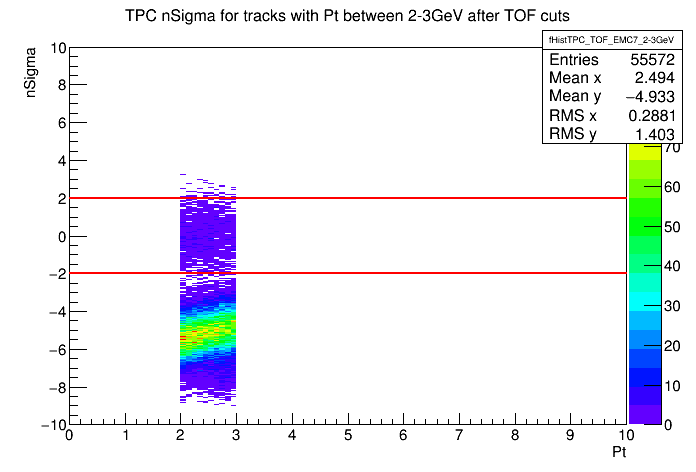 TPC nSigma for tracks with Pt between 2-3GeV after TOF cuts
fHistTPC_TOF_EMC7_2-3GeV
Entries 55572
Mean x 2.494
Mean y −4.933
RMS x 0.2881
RMS y 1.403
nSigma
10
8
6
4
2
0
−2
−4
−6
−8
−10
0 1 2 3 4 5 6 7 8 9 10
Pt
70
60
50
40
30
20
10
0